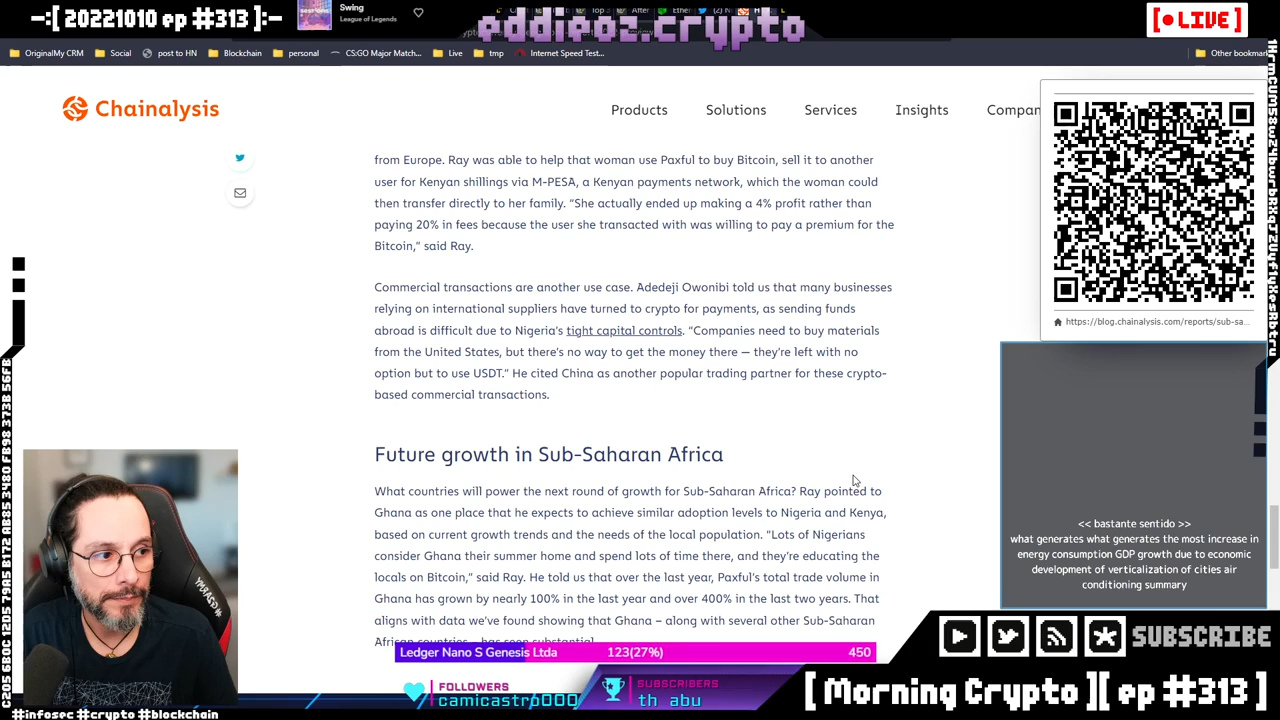 -:[ 20221010 ep #313 ]:-
Swing
League of Legends
eddieoz.crypto
[ LIVE ]
OriginalMy CRM
Social
post to HN
Blockchain
personal
CS:GO Major Match...
Live
tmp
Internet Speed Test...
Other bookmar
Chainalysis
Products
Solutions
Services
Insights
Compan
from Europe. Ray was able to help that woman use Paxful to buy Bitcoin, sell it to another
user for Kenyan shillings via M-PESA, a Kenyan payments network, which the woman could
then transfer directly to her family. “She actually ended up making a 4% profit rather than
paying 20% in fees because the user she transacted with was willing to pay a premium for the
Bitcoin,” said Ray.
Commercial transactions are another use case. Adedeji Owonibi told us that many businesses
relying on international suppliers have turned to crypto for payments, as sending funds
abroad is difficult due to Nigeria’s tight capital controls. “Companies need to buy materials
from the United States, but there’s no way to get the money there — they’re left with no
option but to use USDT.” He cited China as another popular trading partner for these crypto-
based commercial transactions.
Future growth in Sub-Saharan Africa
What countries will power the next round of growth for Sub-Saharan Africa? Ray pointed to
Ghana as one place that he expects to achieve similar adoption levels to Nigeria and Kenya,
based on current growth trends and the needs of the local population. “Lots of Nigerians
consider Ghana their summer home and spend lots of time there, and they’re educating the
locals on Bitcoin,” said Ray. He told us that over the last year, Paxful’s total trade volume in
Ghana has grown by nearly 100% in the last year and over 400% in the last two years. That
aligns with data we’ve found showing that Ghana – along with several other Sub-Saharan
African countries – has seen substantial
https://blog.chainalysis.com/reports/sub-sa...
<< bastante sentido >>
what generates what generates the most increase in
energy consumption GDP growth due to economic
development of verticalization of cities air
conditioning summary
Ledger Nano S Genesis Ltda
123(27%)
450
FOLLOWERS
camicastrp000
SUBSCRIBERS
th_abu
SUBSCRIBE
[ Morning Crypto ][ ep #313 ]
#infosec #crypto #blockchain